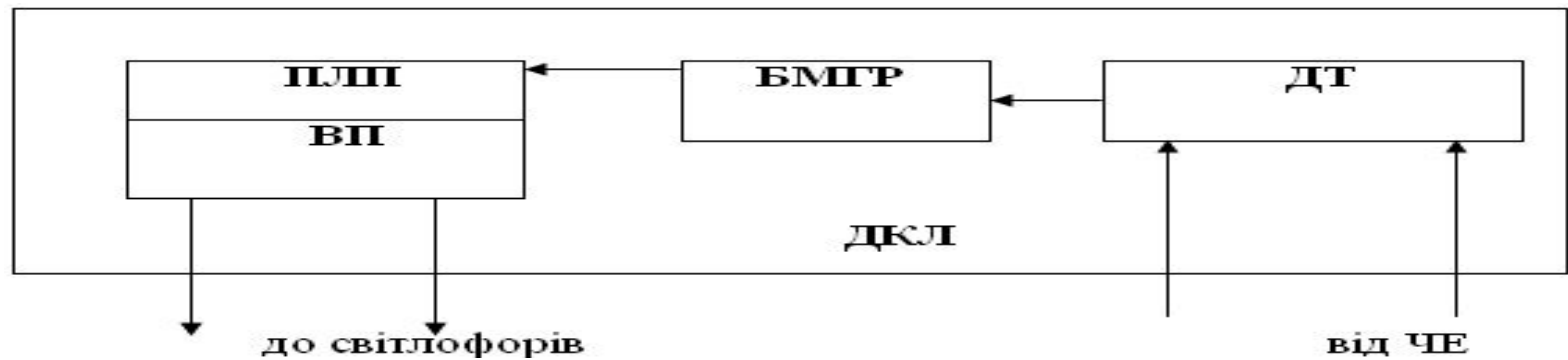 ПЛП
БМГР
ДТ
ВП
ДКЛ
до світлофорів
від ЧЕ